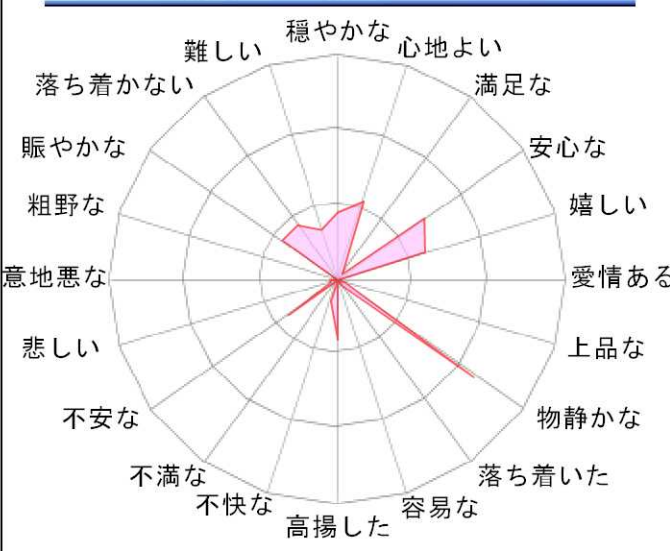 穏やかな
心地よい
満足な
安心な
嬉しい
愛情ある
上品な
物静かな
落ち着いた
容易な
高揚した
不快な
不満な
不安な
悲しい
意地悪な
粗野な
賑やかな
落ち着かない
難しい